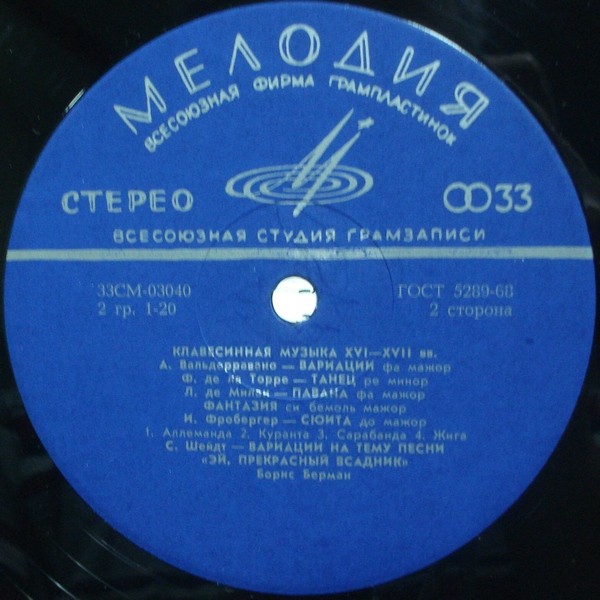 МЕЛОДИЯ
ВСЕСОЮЗНАЯ ФИРМА ГРАМПЛАСТИНОК
СТЕРЕО
33
ВСЕСОЮЗНАЯ СТУДИЯ ГРАМЗАПИСИ
33СМ-03040
ГОСТ 5289-68
2 гр. 1-20
2 сторона
КЛАВЕСИННАЯ МУЗЫКА XVI—XVII вв.
А. Вальдерравано — ВАРИАЦИИ фа мажор
Ф. де ла Торре — ТАНЕЦ ре минор
Л. де Милан — ПАВАНА фа мажор
ФАНТАЗИЯ си бемоль мажор
И. Фробергер — СЮИТА до мажор
1. Аллеманда 2. Куранта 3. Сарабанда 4. Жига
С. Шейдт — ВАРИАЦИИ НА ТЕМУ ПЕСНИ
«ЭЙ, ПРЕКРАСНЫЙ ВСАДНИК»
Борис Берман